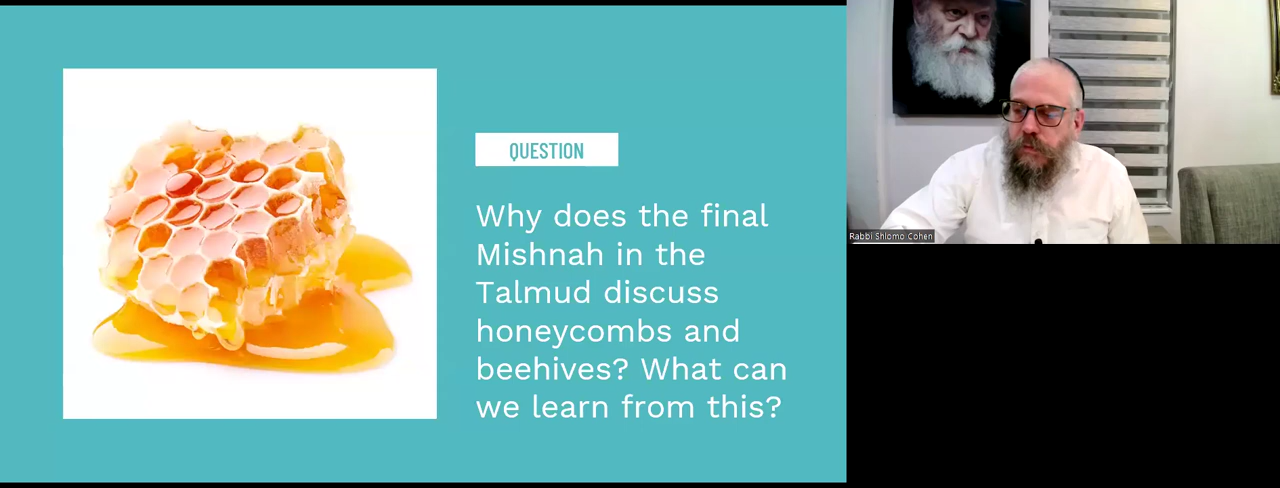 QUESTION
Why does the final
Mishnah in the
Talmud discuss
honeycombs and
beehives? What can
we learn from this?
Rabbi Shlomo Cohen